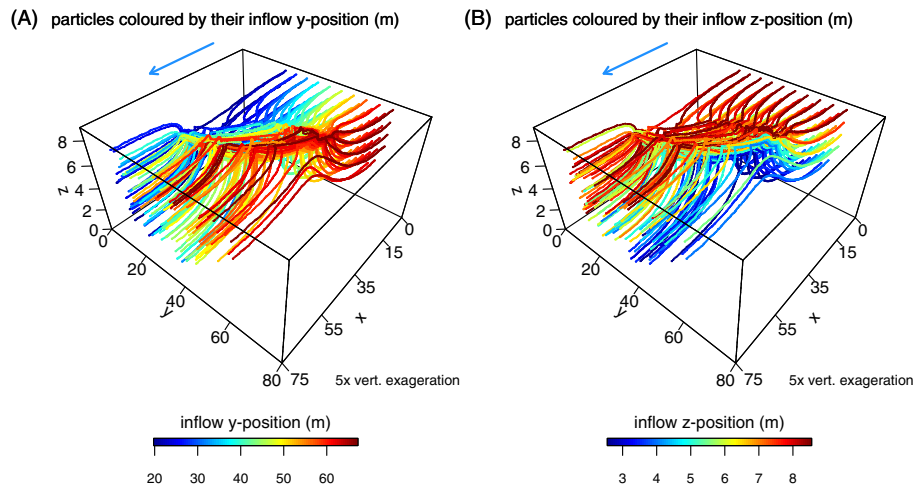 (A) particles coloured by their inflow y-position (m)
8
6
4
2
0
z
20
40
60
80
y
0
15
35
55
75
x
5x vert. exageration
inflow y-position (m)
20 30 40 50 60
(B) particles coloured by their inflow z-position (m)
8
6
4
2
0
z
20
40
60
80
y
0
15
35
55
75
x
5x vert. exageration
inflow z-position (m)
3 4 5 6 7 8